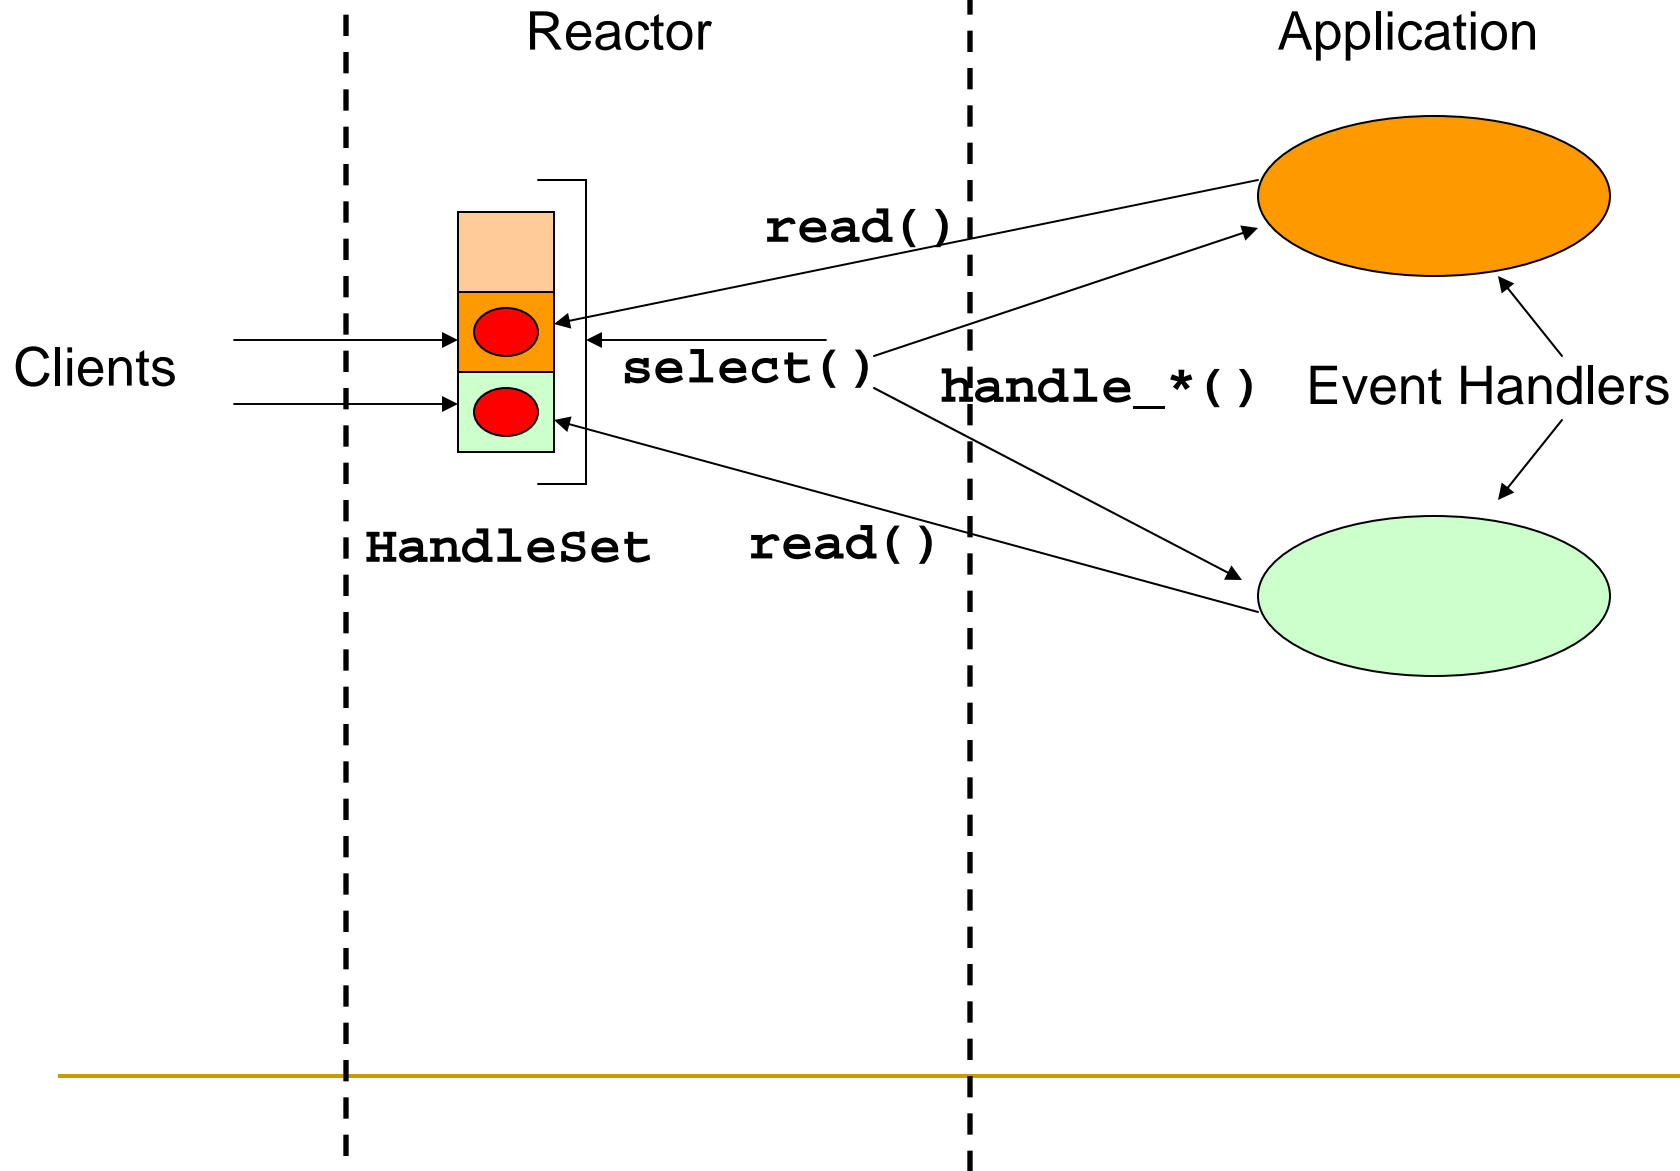 Reactor
Application
read()
Clients
select()
handle_*()
Event Handlers
HandleSet
read()